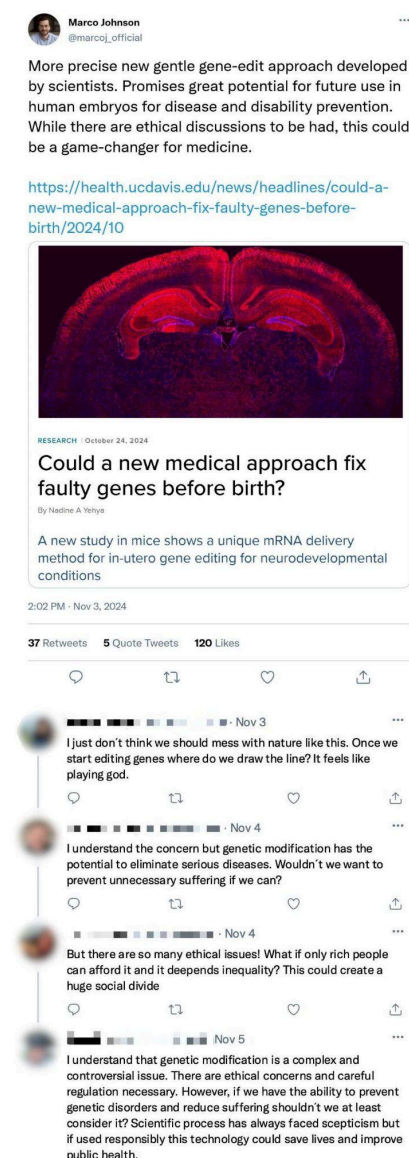 Marco Johnson
@marcoj_official
More precise new gentle gene-edit approach developed
by scientists. Promises great potential for future use in
human embryos for disease and disability prevention.
While there are ethical discussions to be had, this could
be a game-changer for medicine.
https://health.ucdavis.edu/news/headlines/could-a-
new-medical-approach-fix-faulty-genes-before-
birth/2024/10
RESEARCH | October 24, 2024
Could a new medical approach fix
faulty genes before birth?
By Nadine A Yehya
A new study in mice shows a unique mRNA delivery
method for in-utero gene editing for neurodevelopmental
conditions
2:02 PM · Nov 3, 2024
37 Retweets 5 Quote Tweets 120 Likes
· Nov 3
I just don´t think we should mess with nature like this. Once we
start editing genes where do we draw the line? It feels like
playing god.
· Nov 4
I understand the concern but genetic modification has the
potential to eliminate serious diseases. Wouldn´t we want to
prevent unnecessary suffering if we can?
· Nov 4
But there are so many ethical issues! What if only rich people
can afford it and it deepends inequality? This could create a
huge social divide
Nov 5
I understand that genetic modification is a complex and
controversial issue. There are ethical concerns and careful
regulation necessary. However, if we have the ability to prevent
genetic disorders and reduce suffering shouldn´t we at least
consider it? Scientific process has always faced scepticism but
if used responsibly this technology could save lives and improve
public health.